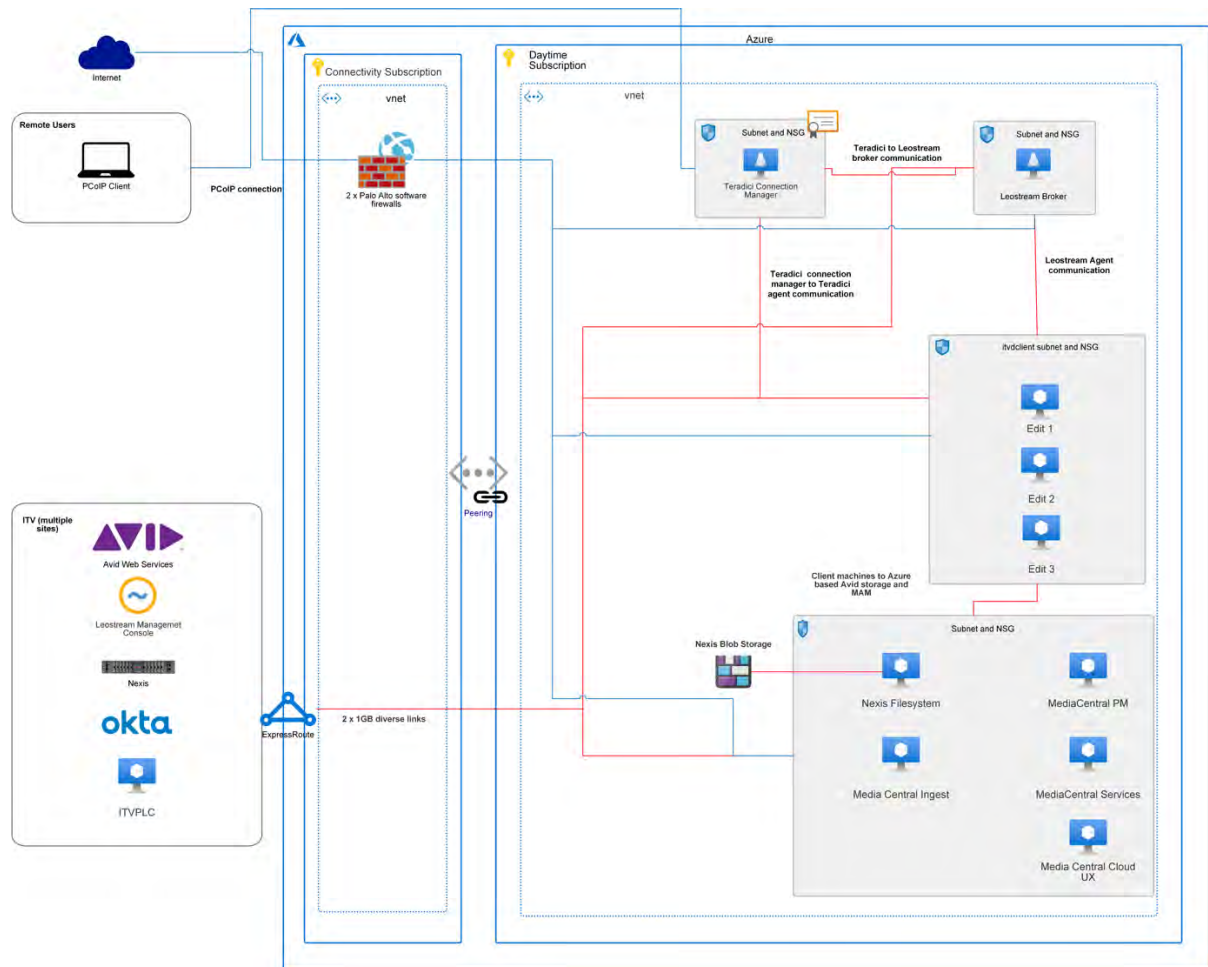 Azure
Internet
Remote Users
PCoIP Client
PCoIP connection
Connectivity Subscription
vnet
2 x Palo Alto software
firewalls
Daytime
Subscription
vnet
Subnet and NSG
Teradici Connection
Manager
Teradici to Leostream
broker communication
Subnet and NSG
Leostream Broker
Teradici connection
manager to Teradici
agent communication
Leostream Agent
communication
itvdclient subnet and NSG
Edit 1
Edit 2
Edit 3
Peering
ITV (multiple
sites)
AVID
Avid Web Services
Leostream Managemet
Console
Nexis
okta
ITVPLC
ExpressRoute
2 x 1GB diverse links
Client machines to Azure
based Avid storage and
MAM
Nexis Blob Storage
Subnet and NSG
Nexis Filesystem
MediaCentral PM
Media Central Ingest
MediaCentral Services
Media Central Cloud
UX